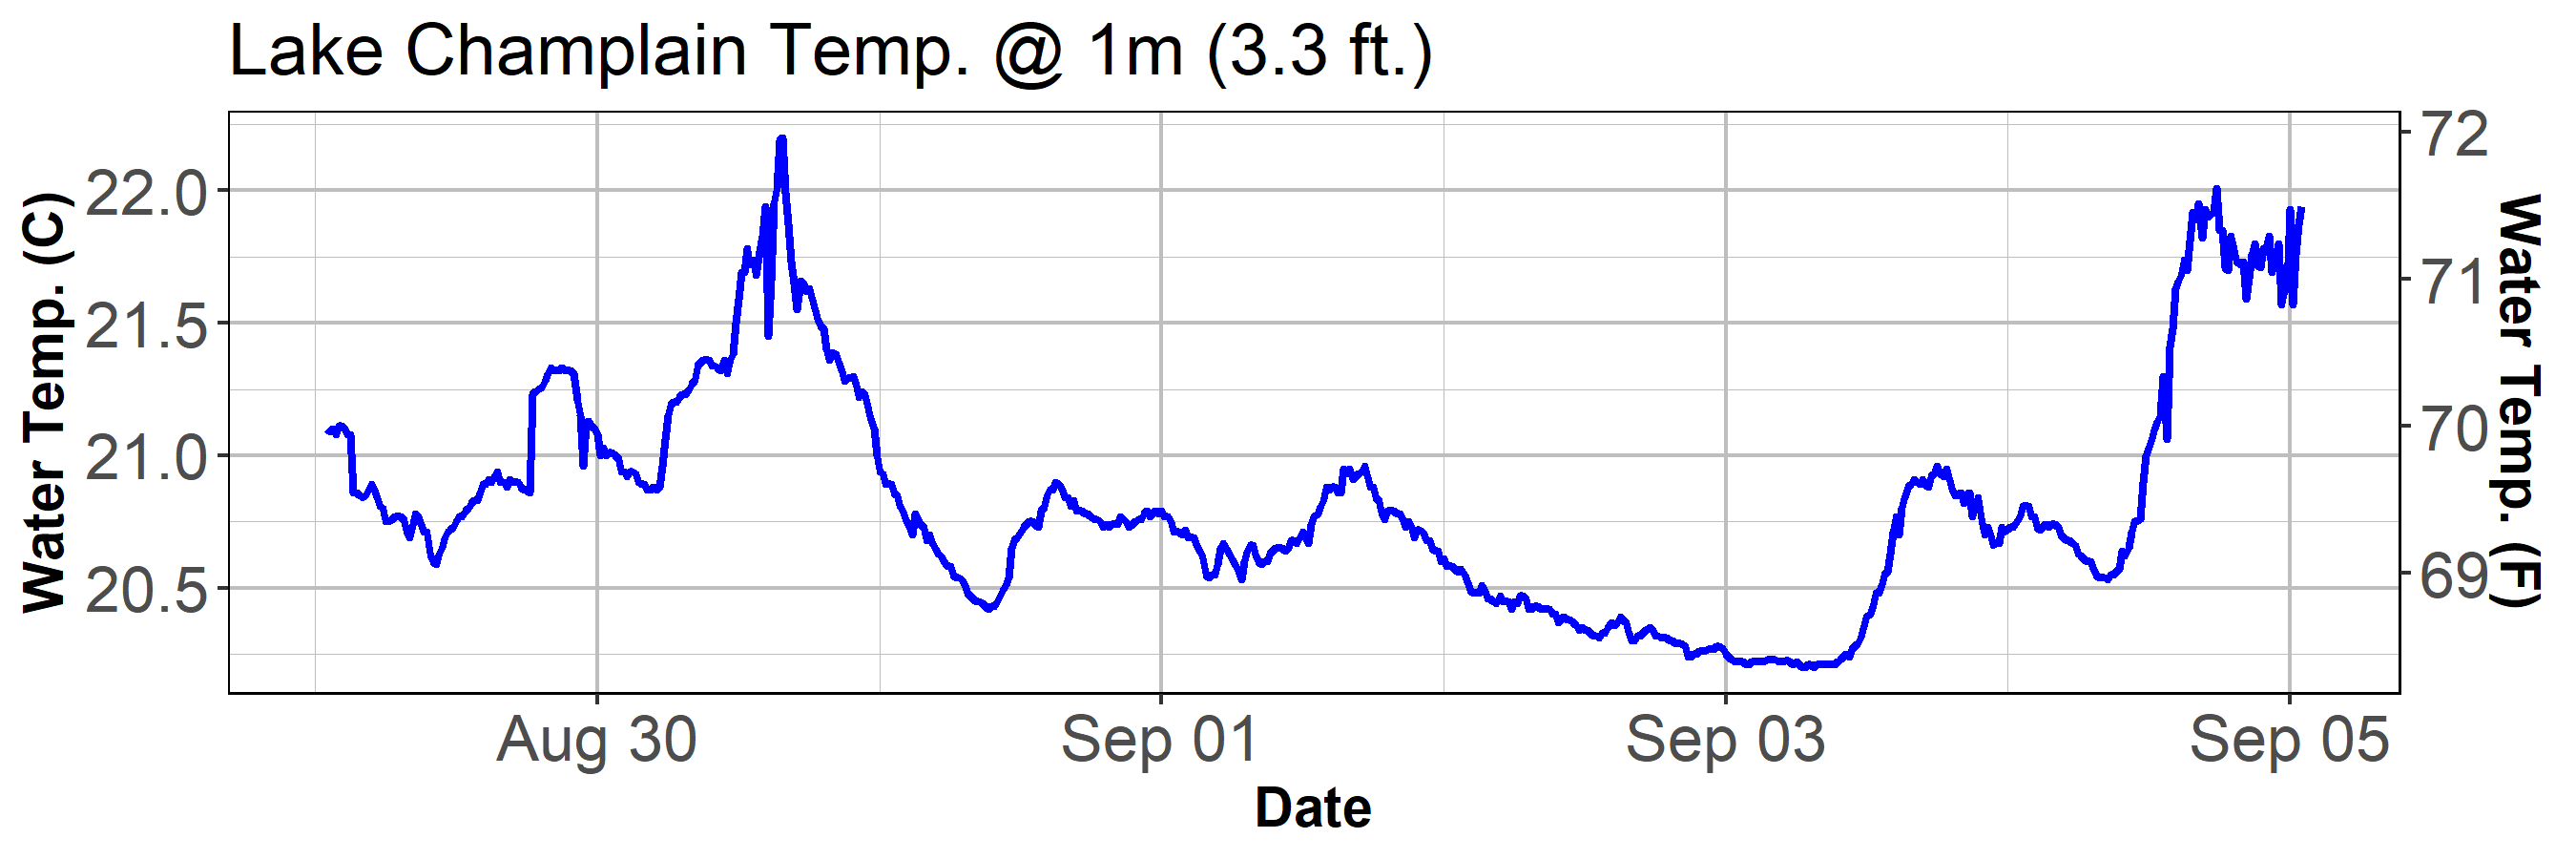 Lake Champlain Temp. @ 1m (3.3 ft.)
Water Temp. (C)
22.0
21.5
21.0
20.5
72
71
70
69
Water Temp. (F)
Aug 30
Sep 01
Sep 03
Sep 05
Date